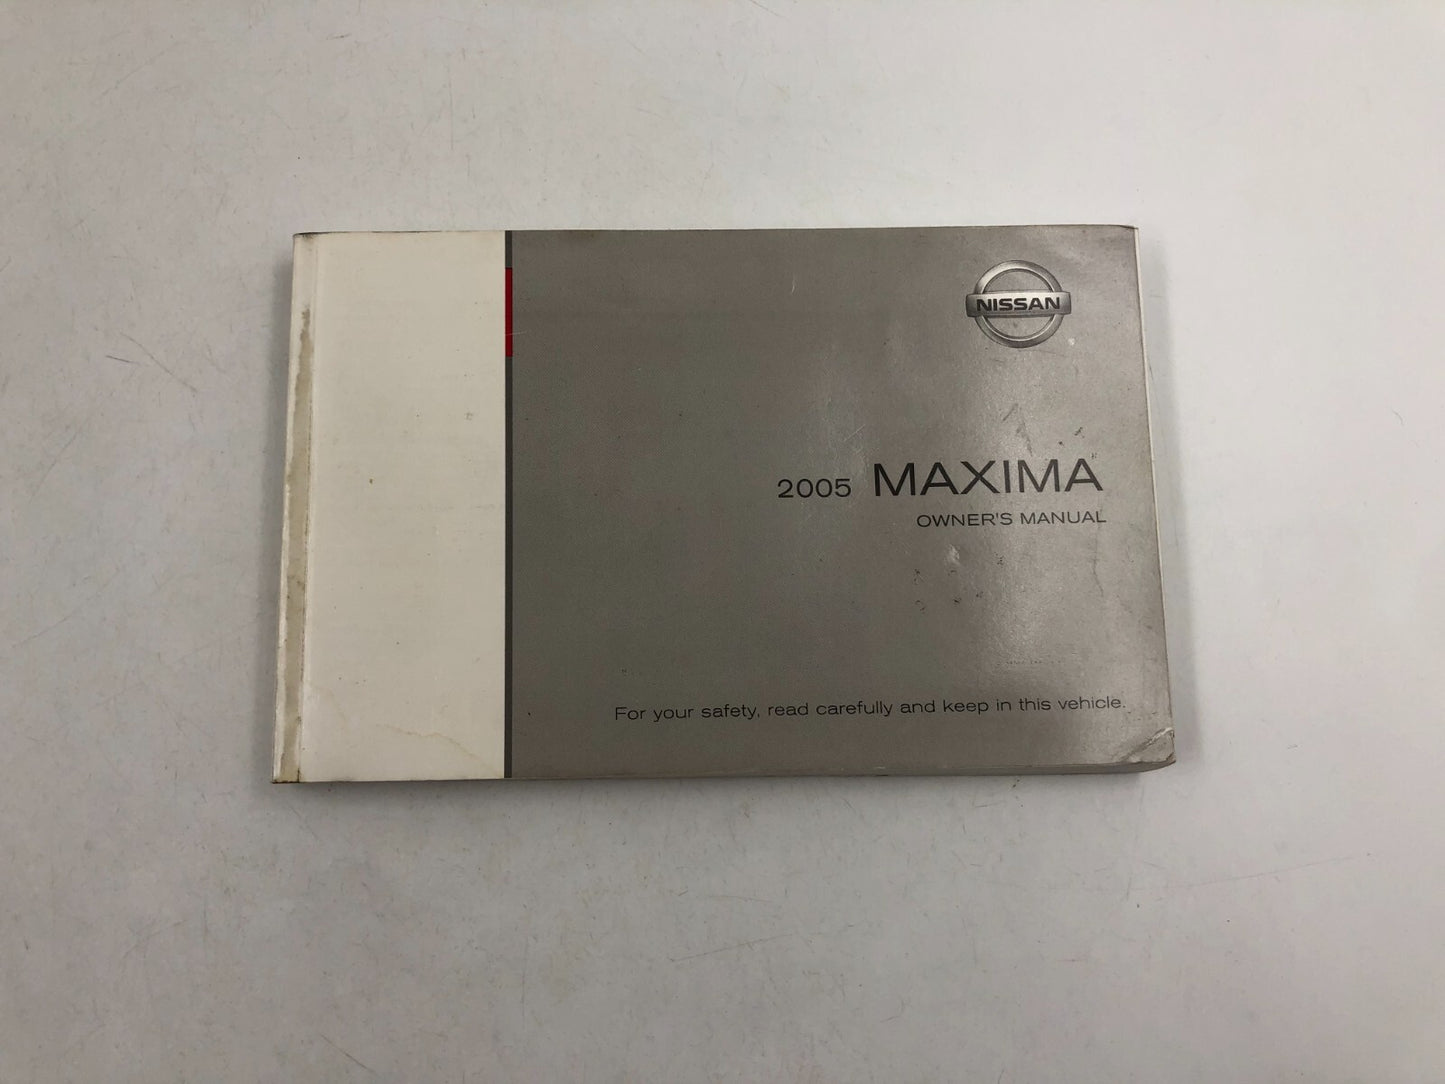 NISSAN
2005 MAXIMA
OWNER'S MANUAL
For your safety, read carefully and keep in this vehicle.